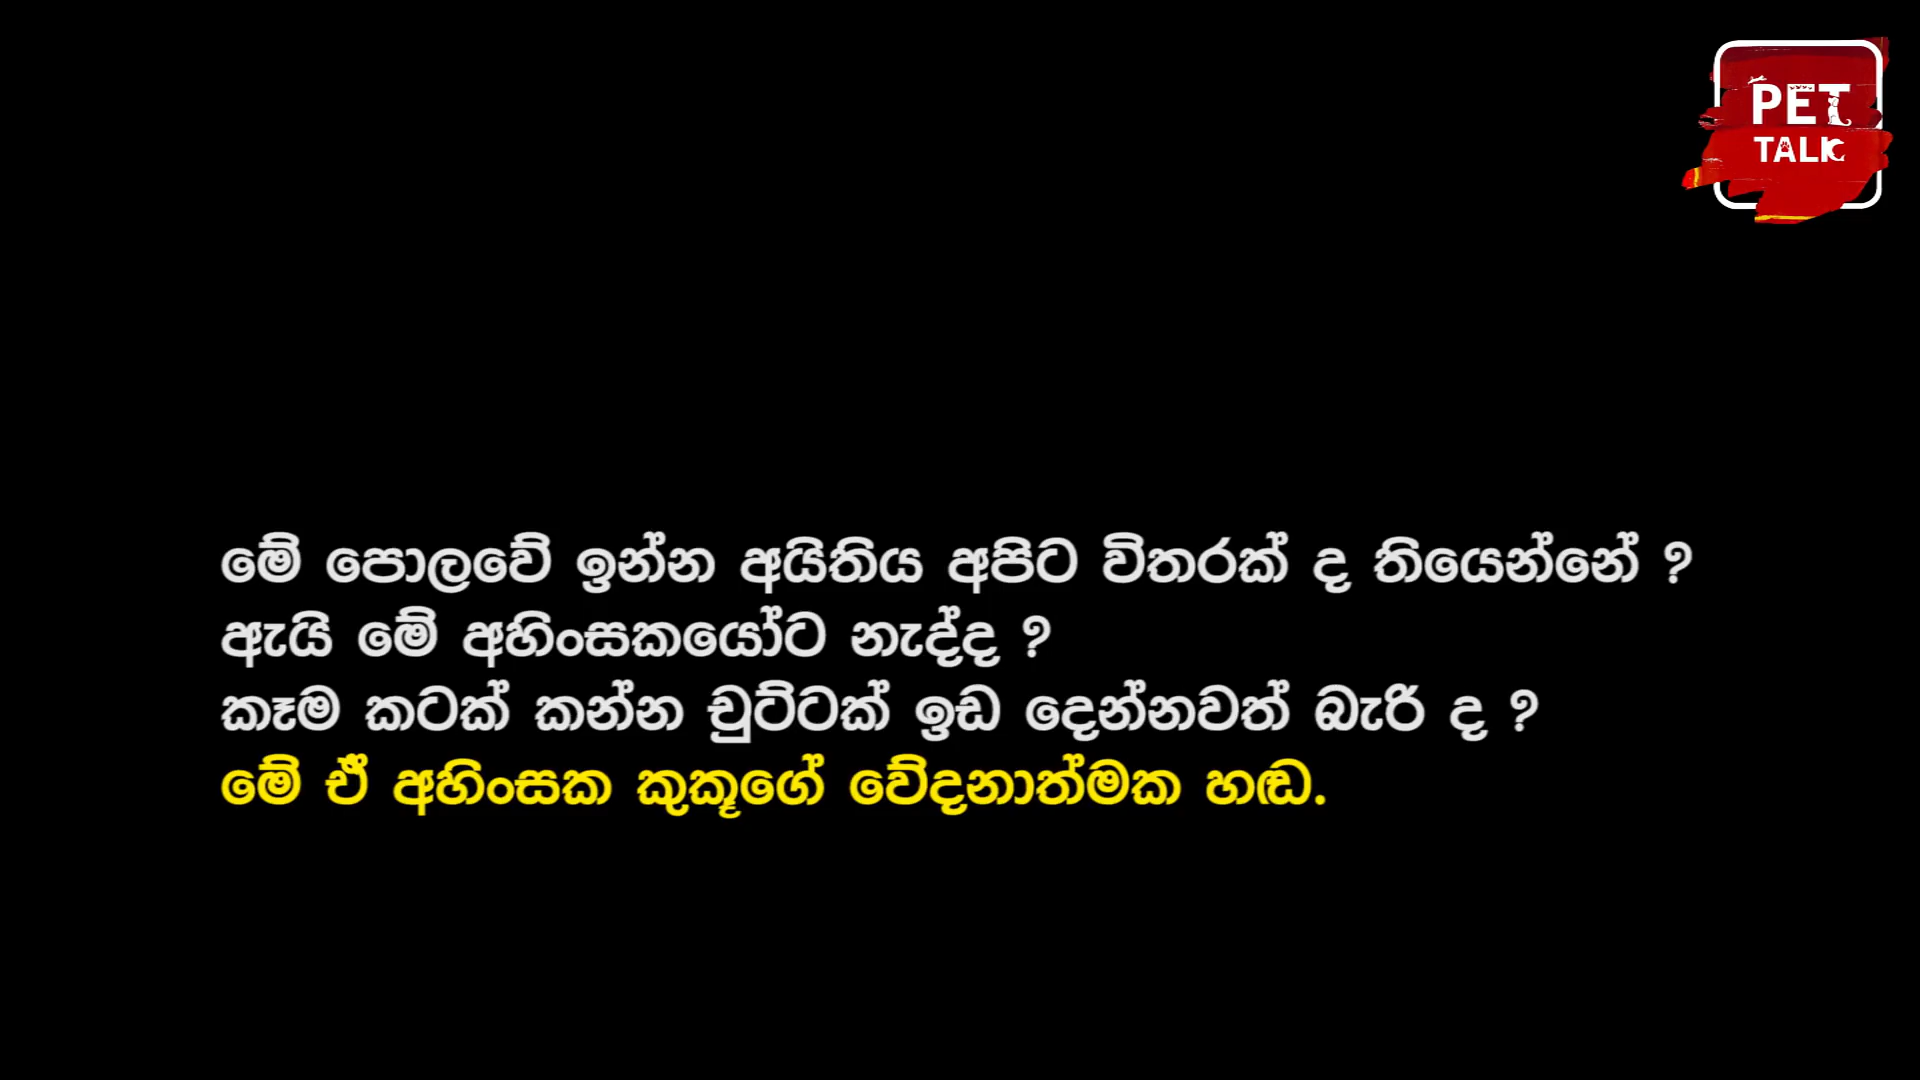 PET
TALK
මේ පොලවේ ඉන්න අයිතිය අපිට විතරක් ද තියෙන්නේ ?
ඇයි මේ අහිංසකයෝට නැද්ද ?
කෑම කටක් කන්න චුට්ටක් ඉඩ දෙන්නවත් බැරි ද ?
මේ ඒ අහිංසක කුකූගේ වේදනාත්මක හඬ.